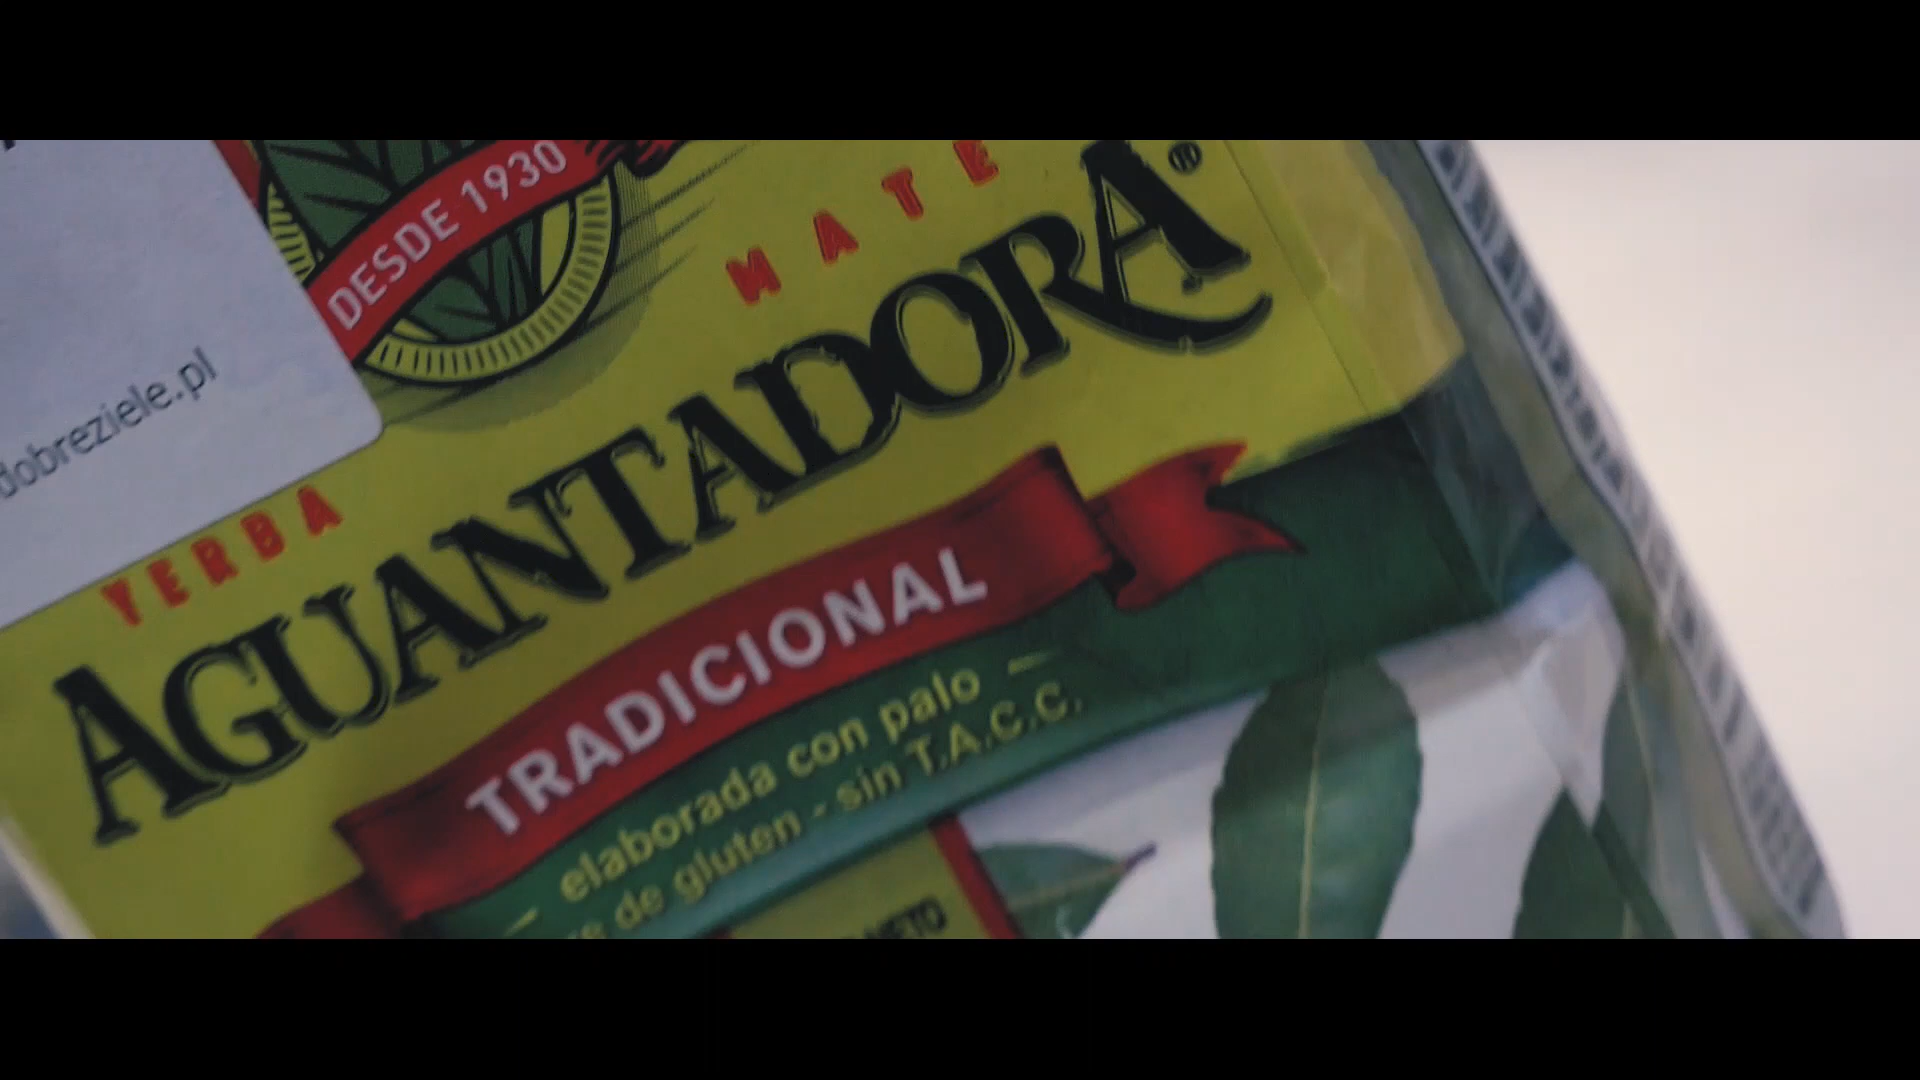 DESDE 1930
dobreziele.pl
YERBA MATE
AGUANTADORA®
TRADICIONAL
— elaborada con palo —
de gluten - sin T.A.C.C.